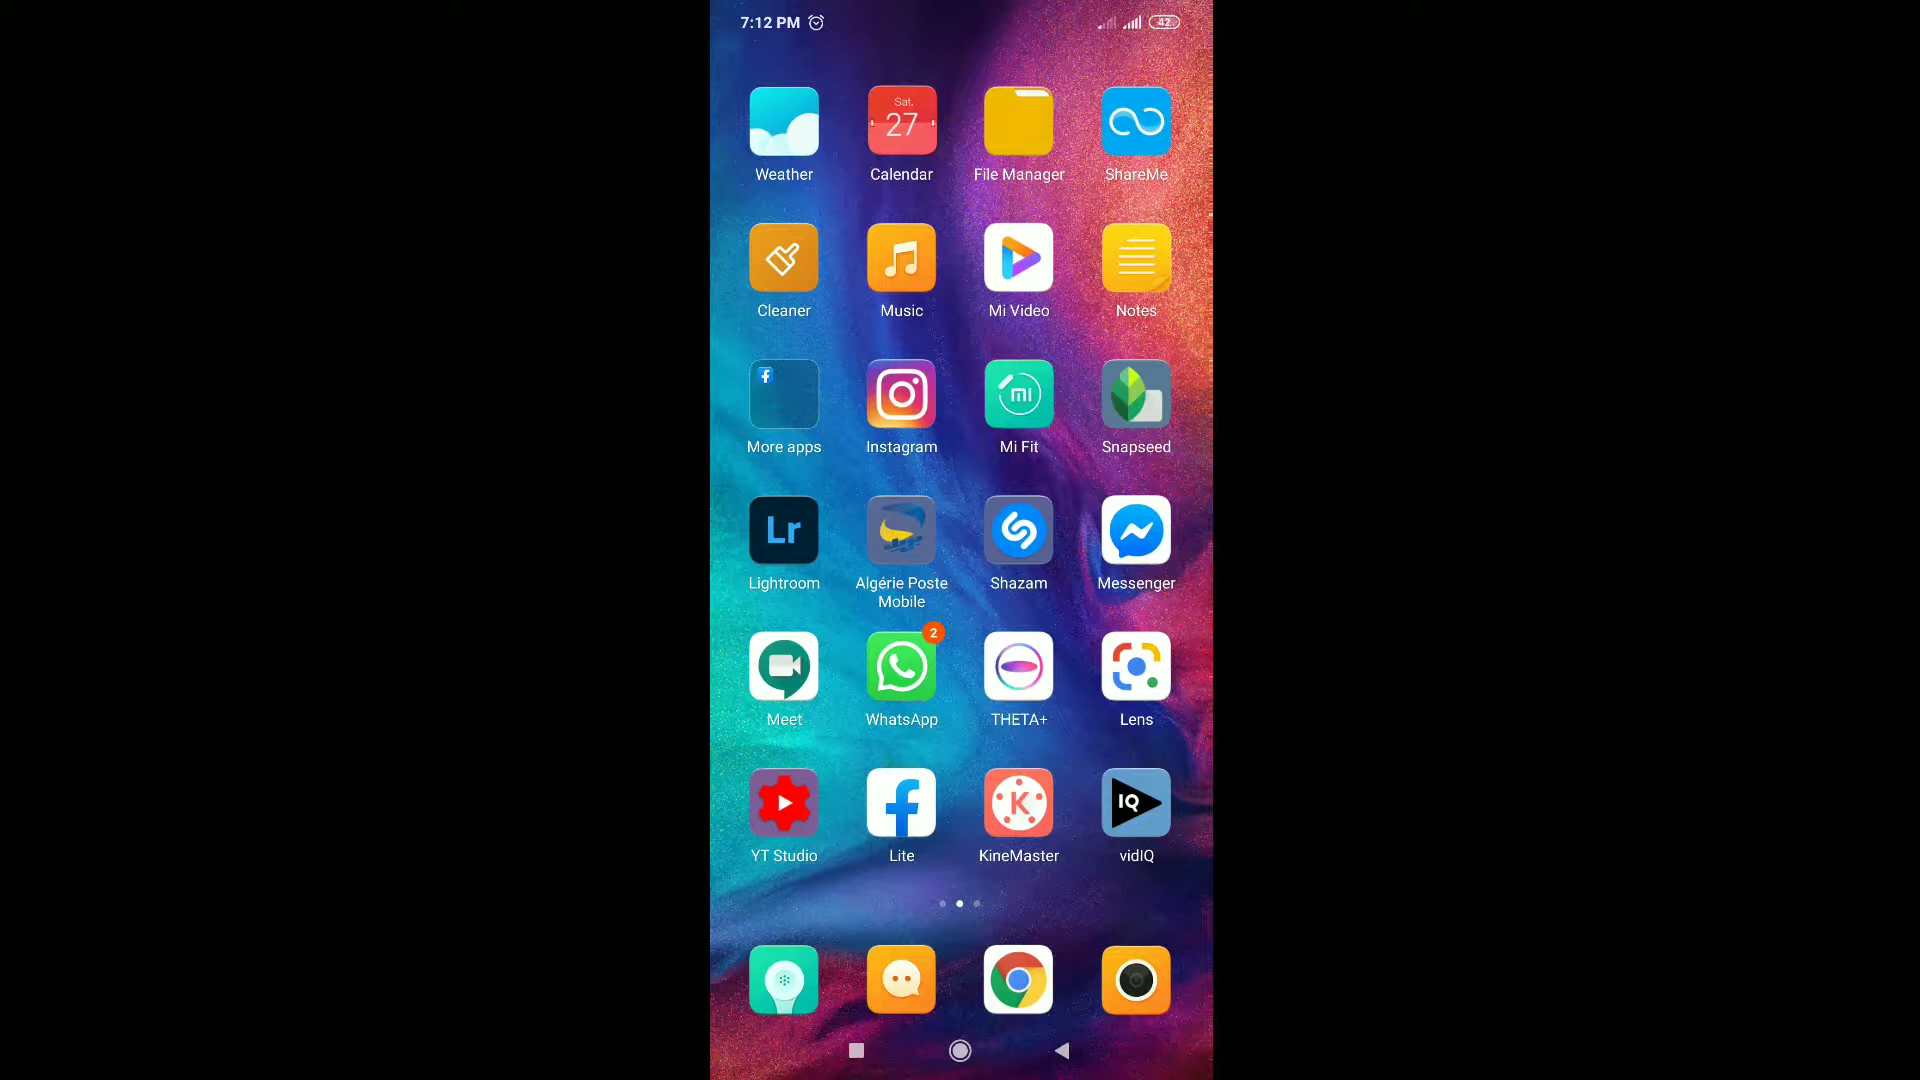 7:12 PM
42
Sat.
27
Weather
Calendar
File Manager
ShareMe
Cleaner
Music
Mi Video
Notes
More apps
Instagram
Mi Fit
Snapseed
Lr
Lightroom
Algérie Poste
Mobile
Shazam
Messenger
2
Meet
WhatsApp
THETA+
Lens
K
IQ
YT Studio
Lite
KineMaster
vidIQ